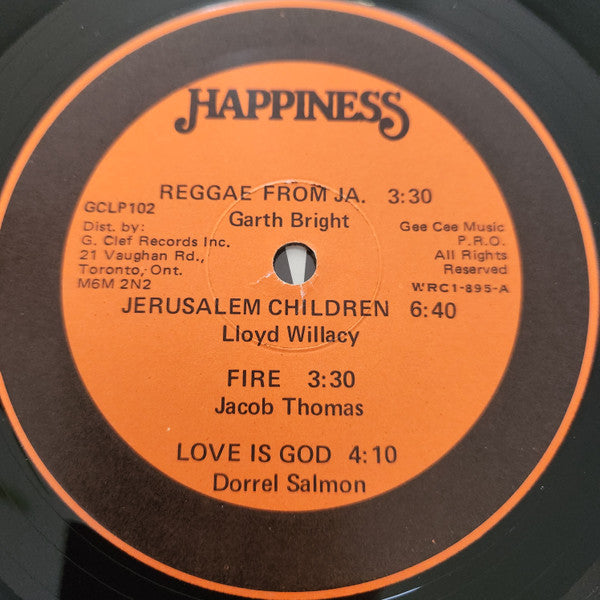 HAPPINESS
REGGAE FROM JA. 3:30
Garth Bright
GCLP102
Dist. by:
G. Clef Records Inc.
21 Vaughan Rd.,
Toronto, Ont.
M6M 2N2
Gee Cee Music
P.R.O.
All Rights
Reserved
WRC1-895-A
JERUSALEM CHILDREN 6:40
Lloyd Willacy
FIRE 3:30
Jacob Thomas
LOVE IS GOD 4:10
Dorrel Salmon